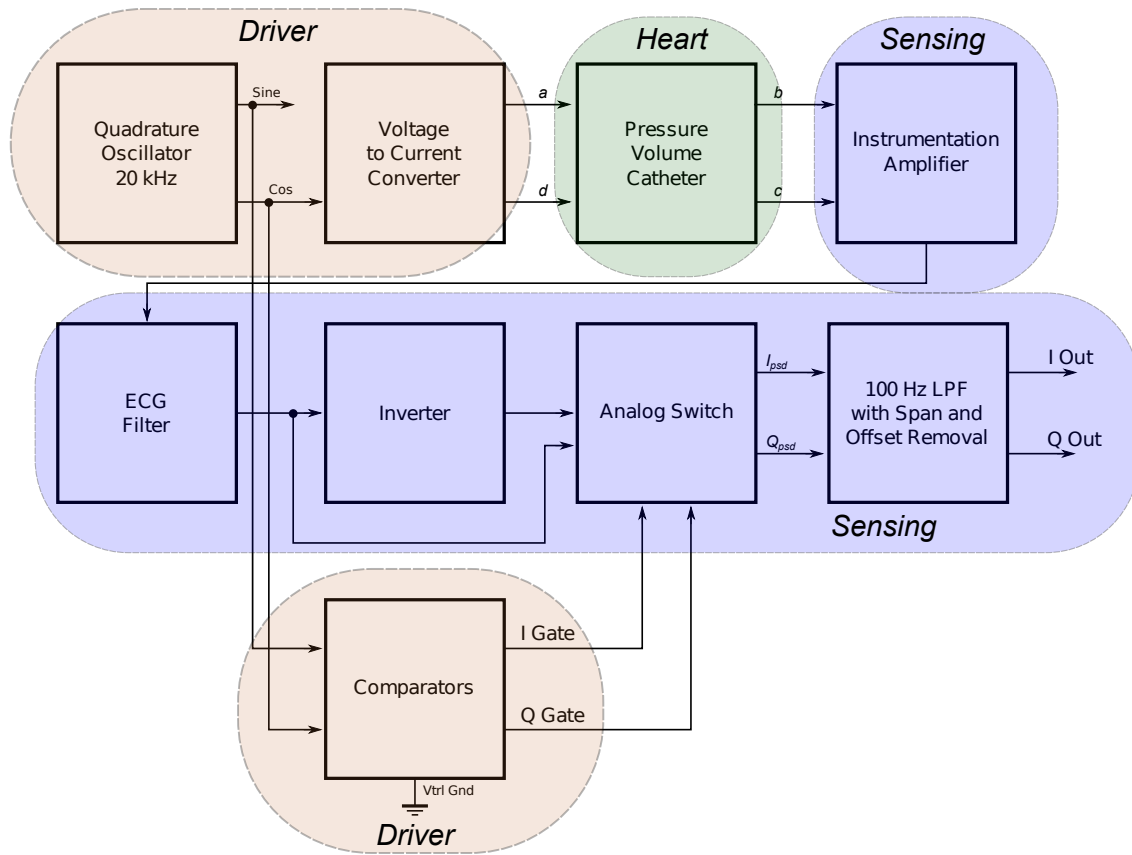 Driver
Heart
Sensing
Quadrature
Oscillator
20 kHz
Sine
Cos
Voltage
to Current
Converter
a
d
Pressure
Volume
Catheter
b
c
Instrumentation
Amplifier
ECG
Filter
Inverter
Analog Switch
Ipsd
Qpsd
100 Hz LPF
with Span and
Offset Removal
I Out
Q Out
Sensing
Comparators
I Gate
Q Gate
Vtrl Gnd
Driver